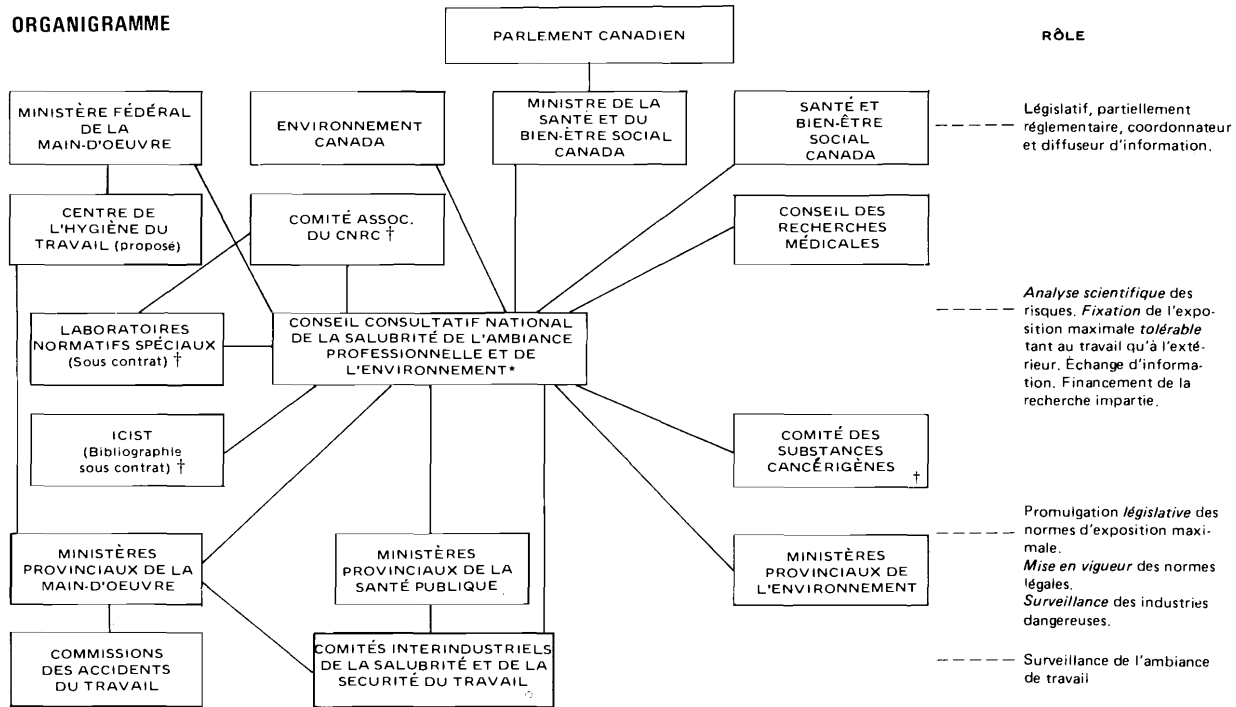 ORGANIGRAMME
PARLEMENT CANADIEN
RÔLE
MINISTÈRE FÉDÉRAL
DE LA
MAIN-D'OEUVRE
ENVIRONNEMENT
CANADA
MINISTRE DE LA
SANTÉ ET DU
BIEN-ÊTRE SOCIAL
CANADA
SANTÉ ET
BIEN-ÊTRE
SOCIAL
CANADA
Législatif, partiellement
réglementaire, coordonnateur
et diffuseur d'information.
CENTRE DE
L'HYGIÈNE DU
TRAVAIL (proposé)
COMITÉ ASSOC.
DU CNRC †
CONSEIL DES
RECHERCHES
MÉDICALES
LABORATOIRES
NORMATIFS SPÉCIAUX
(Sous contrat) †
CONSEIL CONSULTATIF NATIONAL
DE LA SALUBRITÉ DE L'AMBIANCE
PROFESSIONNELLE ET DE
L'ENVIRONNEMENT*
Analyse scientifique des
risques. Fixation de l'expo-
sition maximale tolérable
tant au travail qu'à l'exté-
rieur. Échange d'informa-
tion. Financement de la
recherche impartie.
ICIST
(Bibliographie
sous contrat) †
COMITÉ DES
SUBSTANCES
CANCÉRIGÈNES
†
MINISTÈRES
PROVINCIAUX DE LA
MAIN-D'OEUVRE
MINISTÈRES
PROVINCIAUX DE LA
SANTÉ PUBLIQUE
MINISTÈRES
PROVINCIAUX DE
L'ENVIRONNEMENT
Promulgation législative des
normes d'exposition maxi-
male.
Mise en vigueur des normes
légales.
Surveillance des industries
dangereuses.
COMMISSIONS
DES ACCIDENTS
DU TRAVAIL
COMITÉS INTERINDUSTRIELS
DE LA SALUBRITÉ ET DE LA
SECURITÉ DU TRAVAIL
Surveillance de l'ambiance
de travail